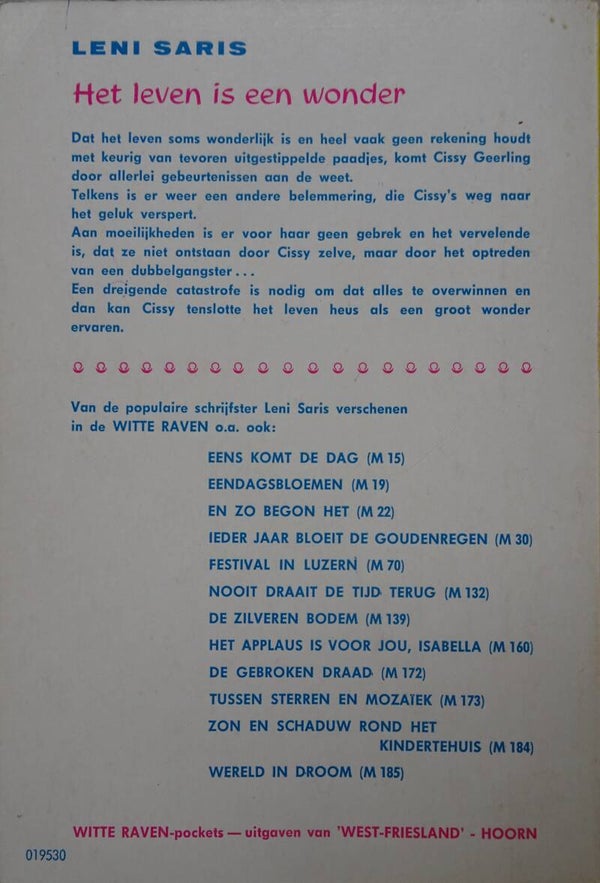 LENI SARIS
Het leven is een wonder
Dat het leven soms wonderlijk is en heel vaak geen rekening houdt
met keurig van tevoren uitgestippelde paadjes, komt Cissy Geerling
door allerlei gebeurtenissen aan de weet.
Telkens is er weer een andere belemmering, die Cissy's weg naar
het geluk verspert.
Aan moeilijkheden is er voor haar geen gebrek en het vervelende
is, dat ze niet ontstaan door Cissy zelve, maar door het optreden
van een dubbelgangster...
Een dreigende catastrofe is nodig om dat alles te overwinnen en
dan kan Cissy tenslotte het leven heus als een groot wonder
ervaren.
Van de populaire schrijfster Leni Saris verschenen
in de WITTE RAVEN o.a. ook:
EENS KOMT DE DAG (M 15)
EENDAGSBLOEMEN (M 19)
EN ZO BEGON HET (M 22)
IEDER JAAR BLOEIT DE GOUDENREGEN (M 30)
FESTIVAL IN LUZERN (M 70)
NOOIT DRAAIT DE TIJD TERUG (M 132)
DE ZILVEREN BODEM (M 139)
HET APPLAUS IS VOOR JOU, ISABELLA (M 160)
DE GEBROKEN DRAAD (M 172)
TUSSEN STERREN EN MOZAÏEK (M 173)
ZON EN SCHADUW ROND HET
KINDERTEHUIS (M 184)
WERELD IN DROOM (M 185)
WITTE RAVEN-pockets — uitgaven van 'WEST-FRIESLAND' - HOORN
019530